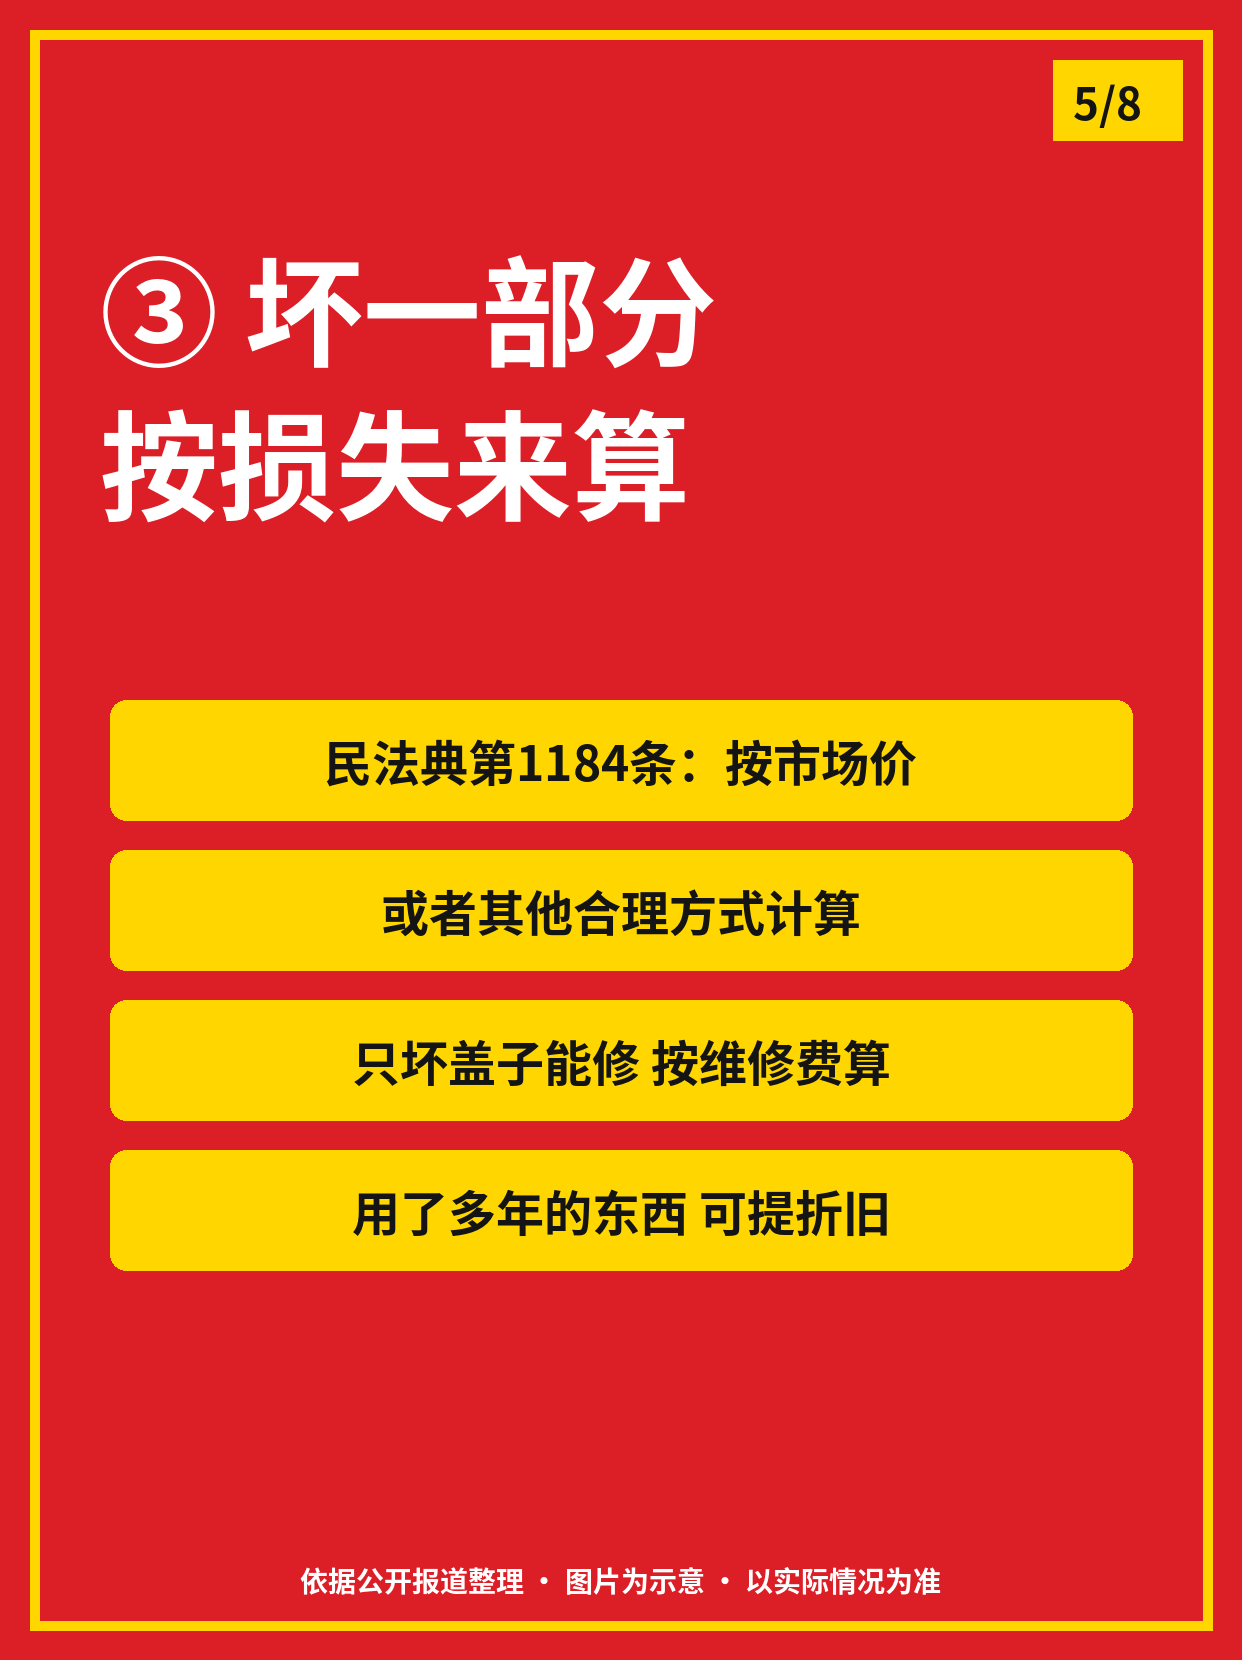 5/8
③ 坏一部分
按损失来算
民法典第1184条：按市场价
或者其他合理方式计算
只坏盖子能修 按维修费算
用了多年的东西 可提折旧
依据公开报道整理 · 图片为示意 · 以实际情况为准